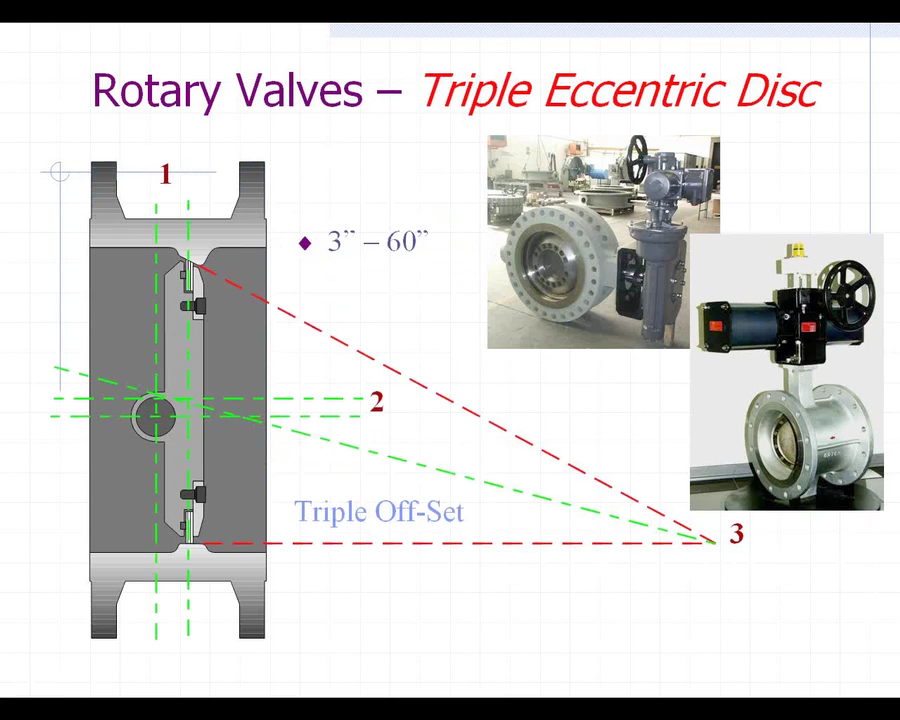 Rotary Valves – Triple Eccentric Disc
1
3” – 60”
2
Triple Off-Set
3